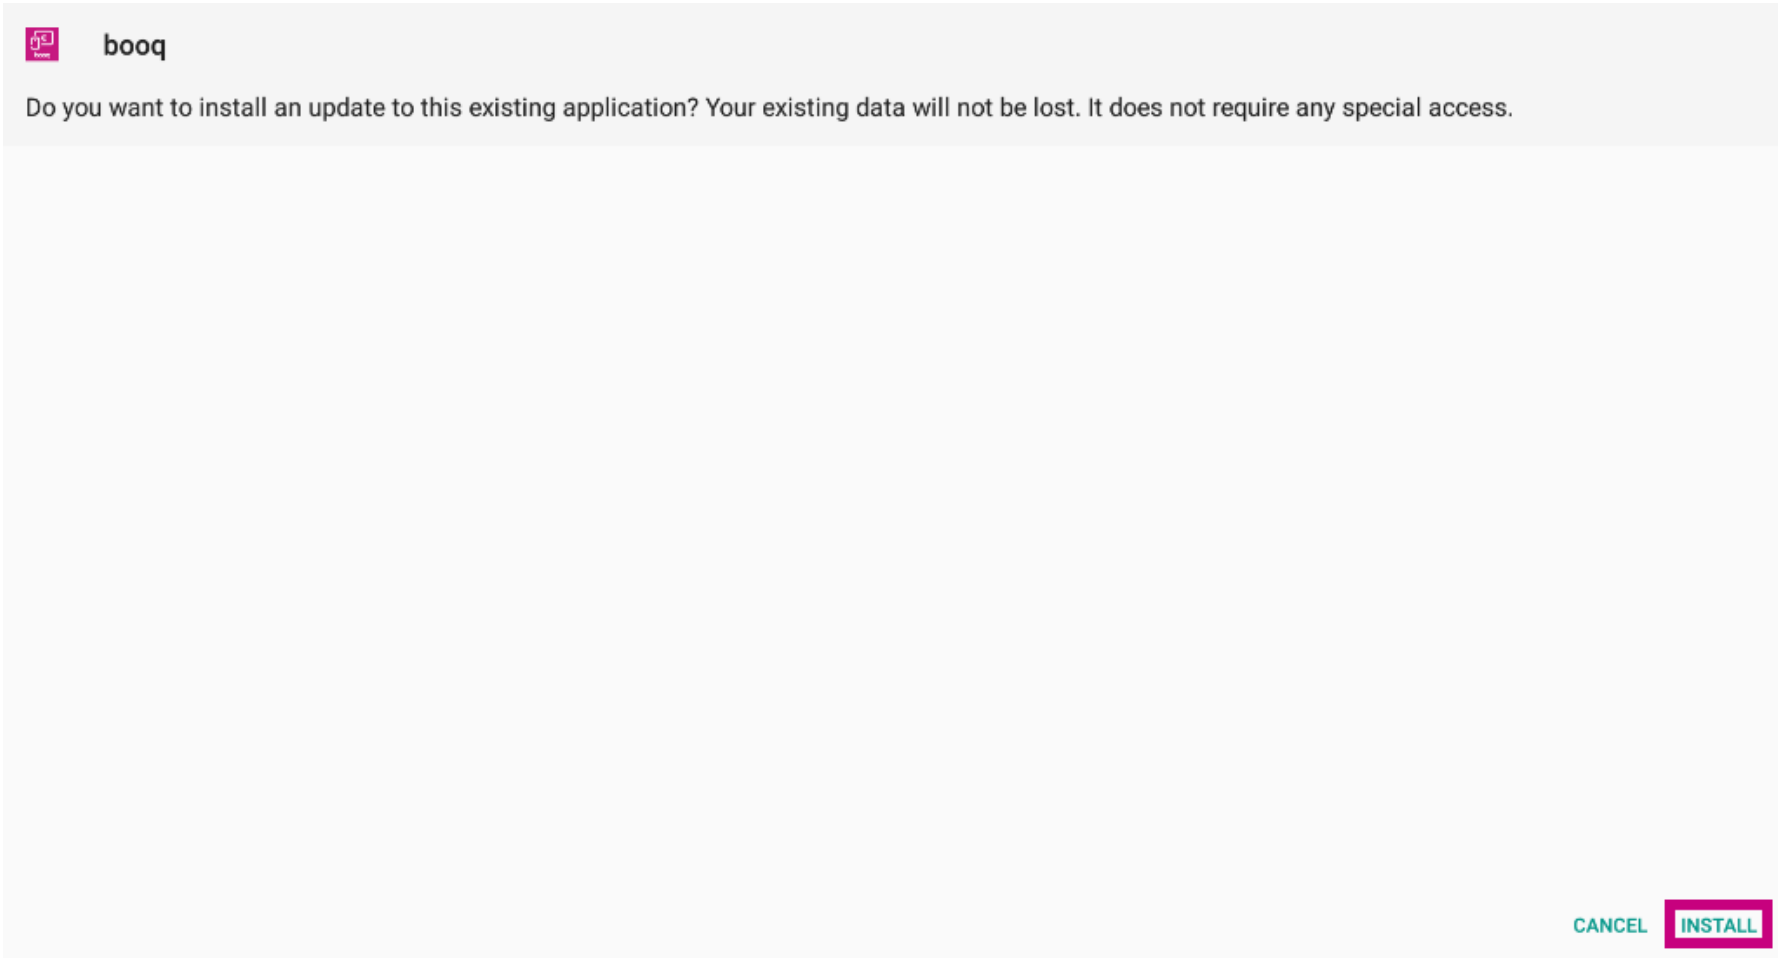 booq
Do you want to install an update to this existing application? Your existing data will not be lost. It does not require any special access.
CANCEL INSTALL